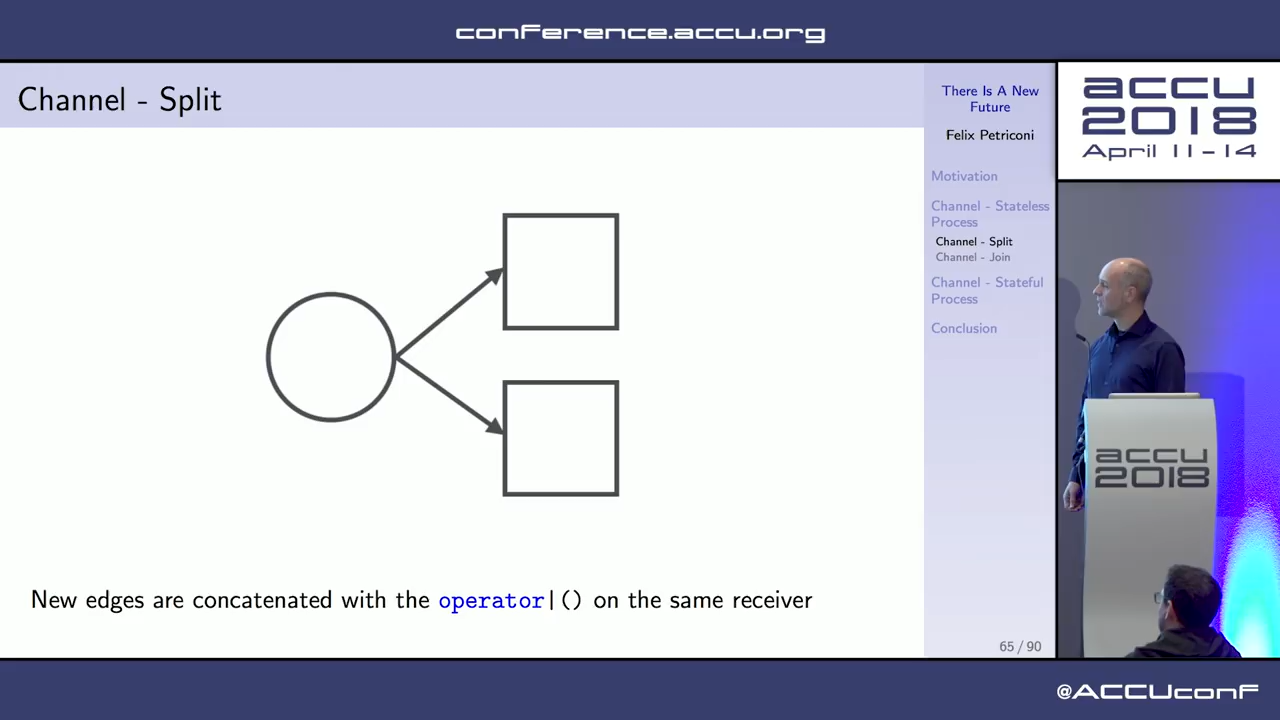 conference.accu.org
Channel - Split
There Is A New
Future
Felix Petriconi
Motivation
Channel - Stateless
Process
Channel - Split
Channel - Join
Channel - Stateful
Process
Conclusion
New edges are concatenated with the operator|() on the same receiver
65 / 90
accu
2018
April 11-14
accu
2018
@ACCUconf